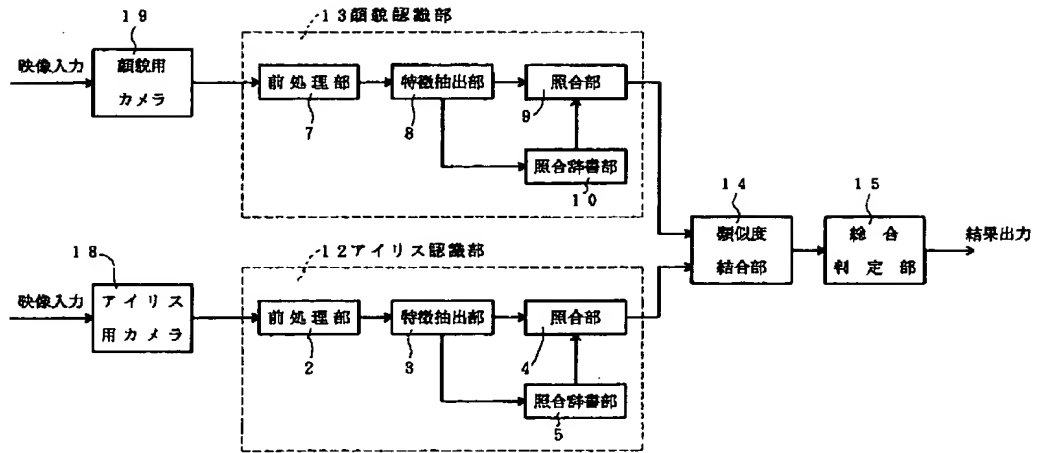 19
13顔貌認識部
映像入力
顔貌用
カメラ
前処理部
特徴抽出部
照合部
7
8
9
照合辞書部
10
14
15
類似度
結合部
総合
判定部
結果出力
18
12アイリス認識部
映像入力
アイリス
用カメラ
前処理部
特徴抽出部
照合部
2
3
4
照合辞書部
5